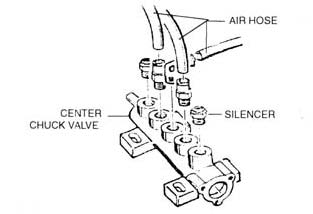 AIR HOSE
CENTER
CHUCK VALVE
SILENCER